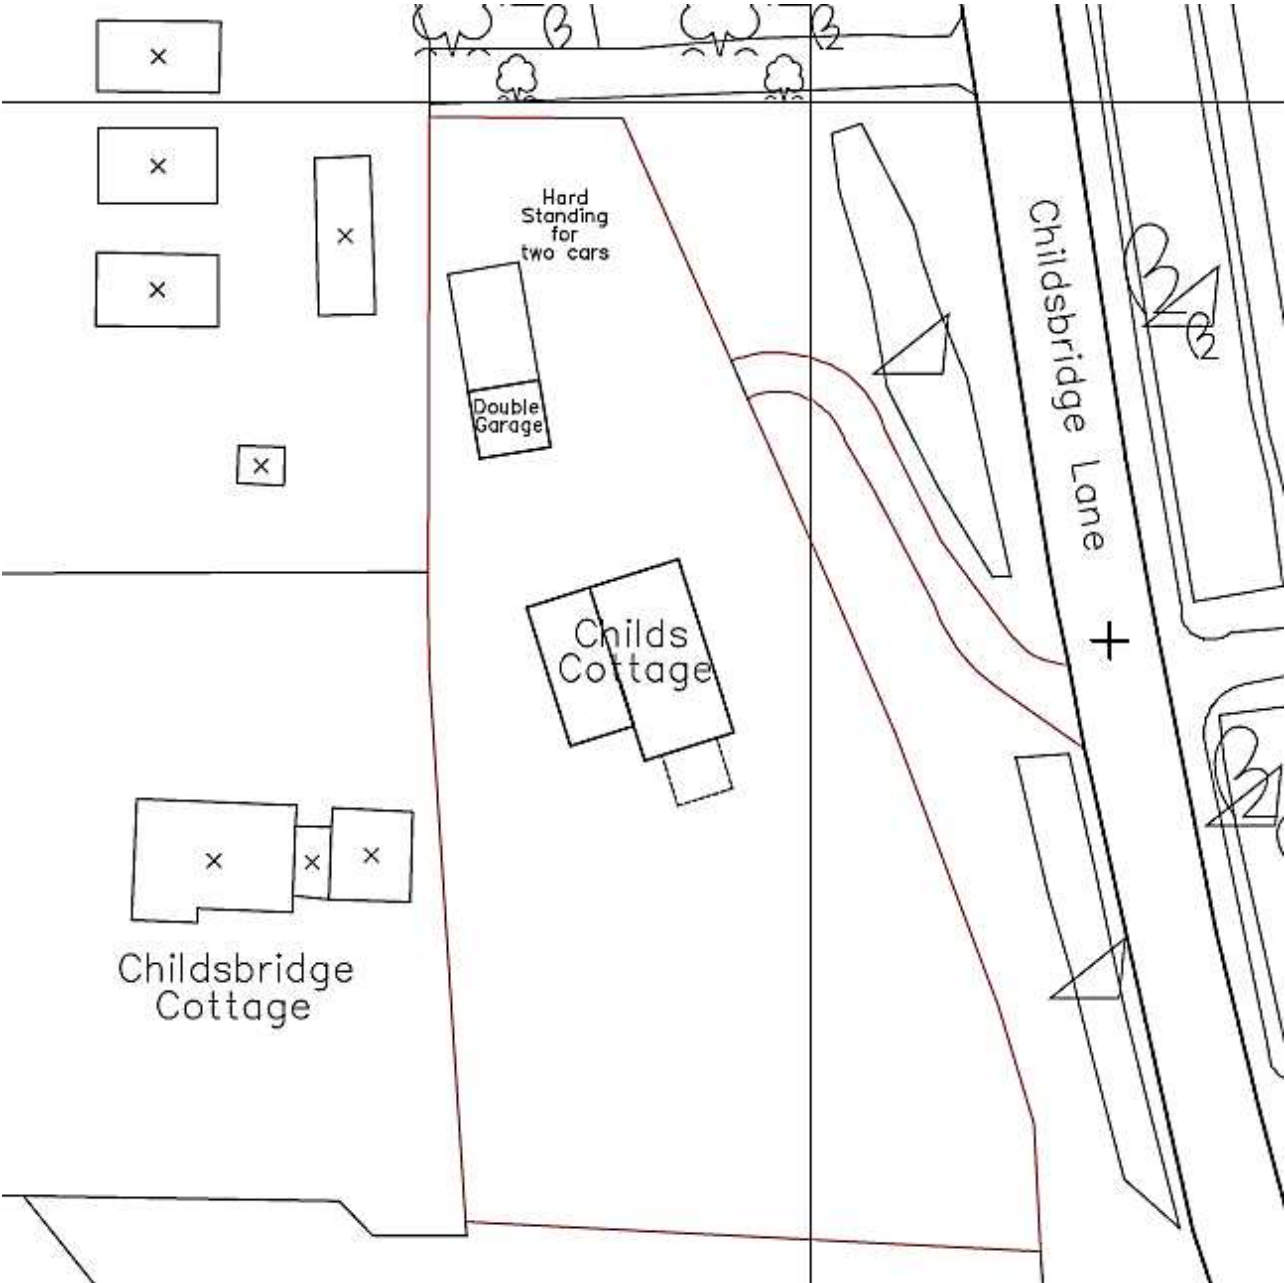 Hard
Standing
for
two cars
Childsbridge Lane
Double
Garage
Childs
Cottage
Childsbridge
Cottage